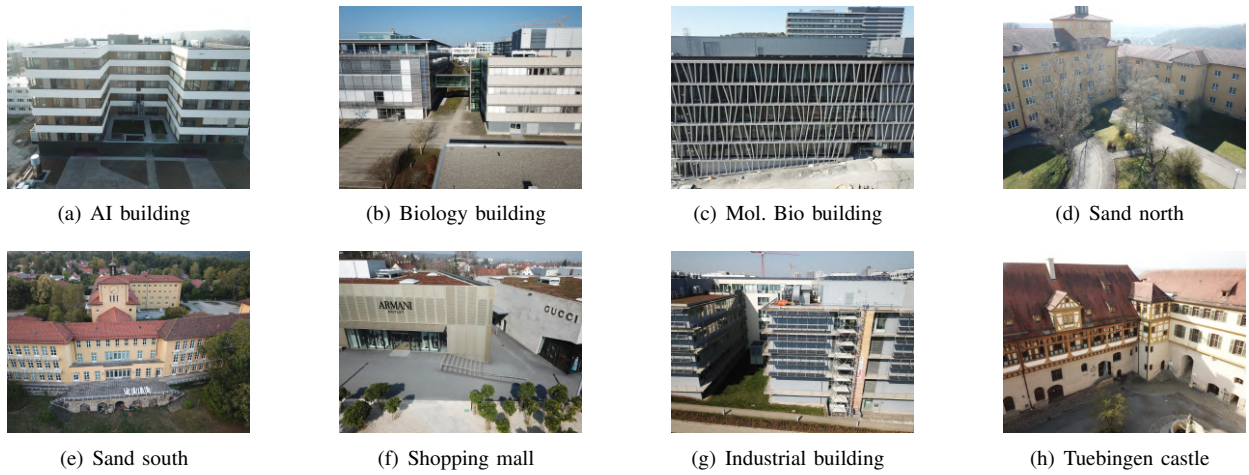 (a) AI building
(b) Biology building
(c) Mol. Bio building
(d) Sand north
ARMANI
OUTLET
GUCCI
(e) Sand south
(f) Shopping mall
(g) Industrial building
(h) Tuebingen castle